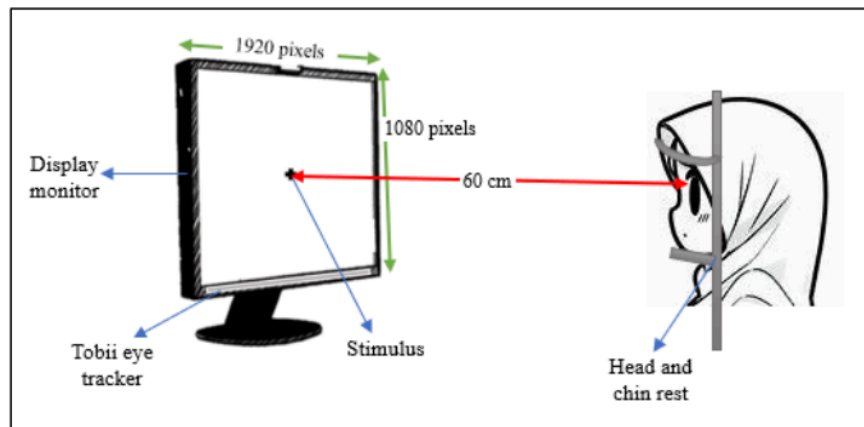 1920 pixels
1080 pixels
Display
monitor
60 cm
Tobii eye
tracker
Stimulus
Head and
chin rest